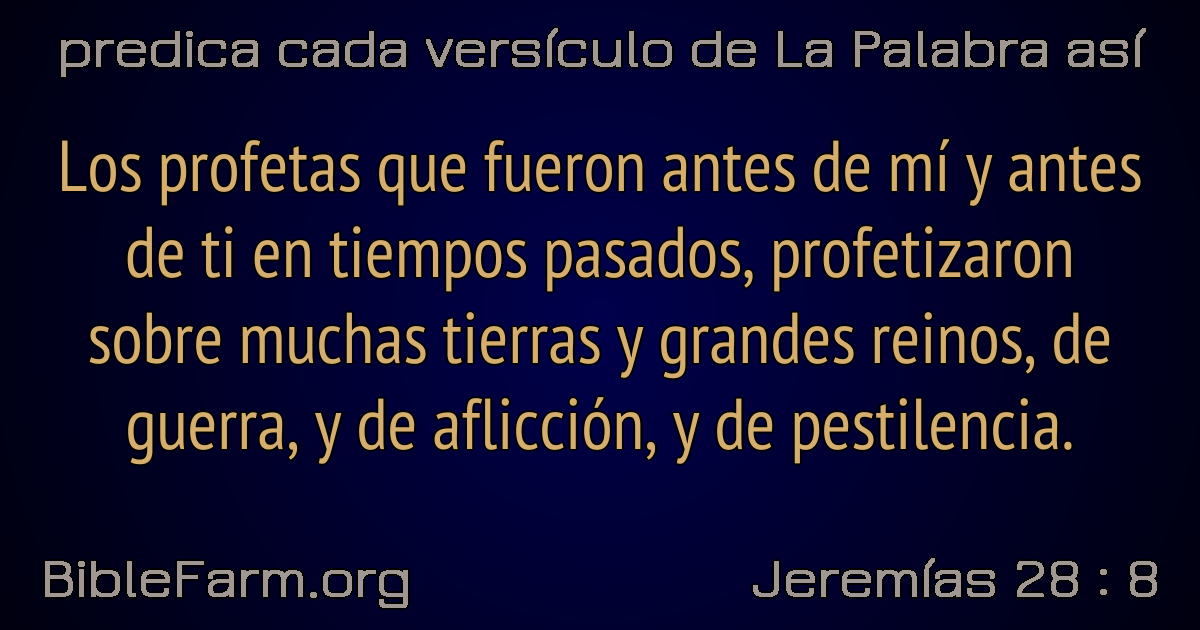 predica cada versículo de La Palabra así
Los profetas que fueron antes de mí y antes
de ti en tiempos pasados, profetizaron
sobre muchas tierras y grandes reinos, de
guerra, y de aflicción, y de pestilencia.
BibleFarm.org
Jeremías 28 : 8